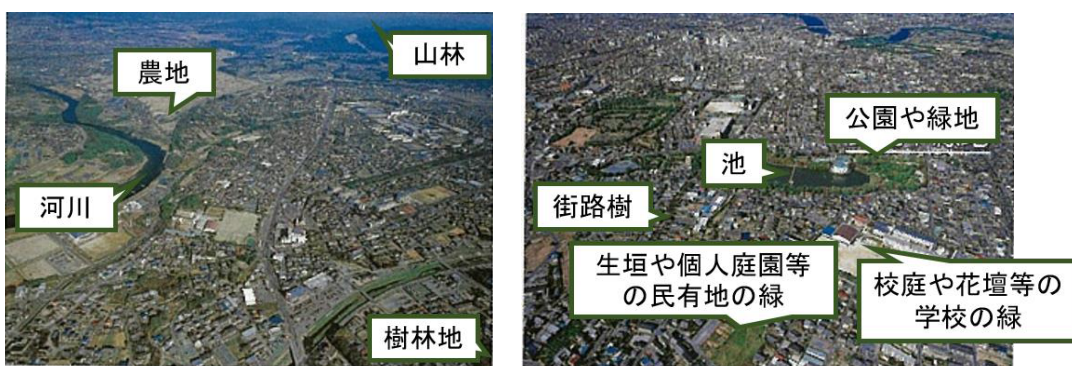 山林
農地
河川
樹林地
公園や緑地
池
街路樹
生垣や個人庭園等
の民有地の緑
校庭や花壇等の
学校の緑